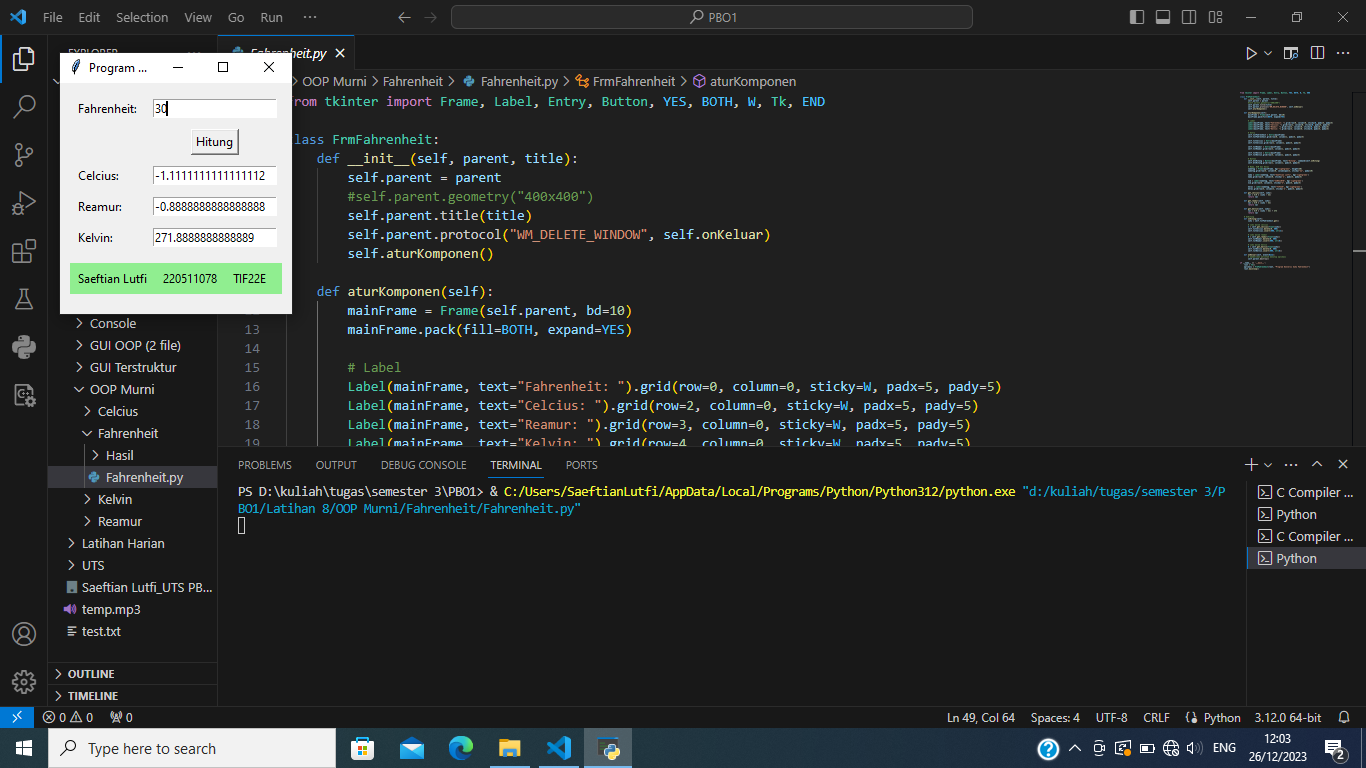 File Edit Selection View Go Run ··· PBO1
EXPLORER
Fahrenheit.py
OOP Murni > Fahrenheit > Fahrenheit.py > FrmFahrenheit > aturKomponen
Program ...
Fahrenheit: 30
Hitung
Celcius: -1.1111111111111112
Reamur: -0.8888888888888888
Kelvin: 271.8888888888889
Saeftian Lutfi 220511078 TIF22E
Console
GUI OOP (2 file)
GUI Terstruktur
OOP Murni
Celcius
Fahrenheit
Hasil
Fahrenheit.py
Kelvin
Reamur
Latihan Harian
UTS
Saeftian Lutfi_UTS PB...
temp.mp3
test.txt
OUTLINE
TIMELINE
from tkinter import Frame, Label, Entry, Button, YES, BOTH, W, Tk, END
class FrmFahrenheit:
def __init__(self, parent, title):
self.parent = parent
#self.parent.geometry("400x400")
self.parent.title(title)
self.parent.protocol("WM_DELETE_WINDOW", self.onKeluar)
self.aturKomponen()
def aturKomponen(self):
mainFrame = Frame(self.parent, bd=10)
13 mainFrame.pack(fill=BOTH, expand=YES)
14
15 # Label
16 Label(mainFrame, text="Fahrenheit: ").grid(row=0, column=0, sticky=W, padx=5, pady=5)
17 Label(mainFrame, text="Celcius: ").grid(row=2, column=0, sticky=W, padx=5, pady=5)
18 Label(mainFrame, text="Reamur: ").grid(row=3, column=0, sticky=W, padx=5, pady=5)
19 Label(mainFrame, text="Kelvin: ").grid(row=4, column=0, sticky=W, padx=5, pady=5)
PROBLEMS OUTPUT DEBUG CONSOLE TERMINAL PORTS
PS D:\kuliah\tugas\semester 3\PBO1> & C:/Users/SaeftianLutfi/AppData/Local/Programs/Python/Python312/python.exe "d:/kuliah/tugas/semester 3/P
BO1/Latihan 8/OOP Murni/Fahrenheit/Fahrenheit.py"
C Compiler ...
Python
C Compiler ...
Python
0 0 0 Ln 49, Col 64 Spaces: 4 UTF-8 CRLF Python 3.12.0 64-bit
Type here to search ENG 12:03
26/12/2023 2